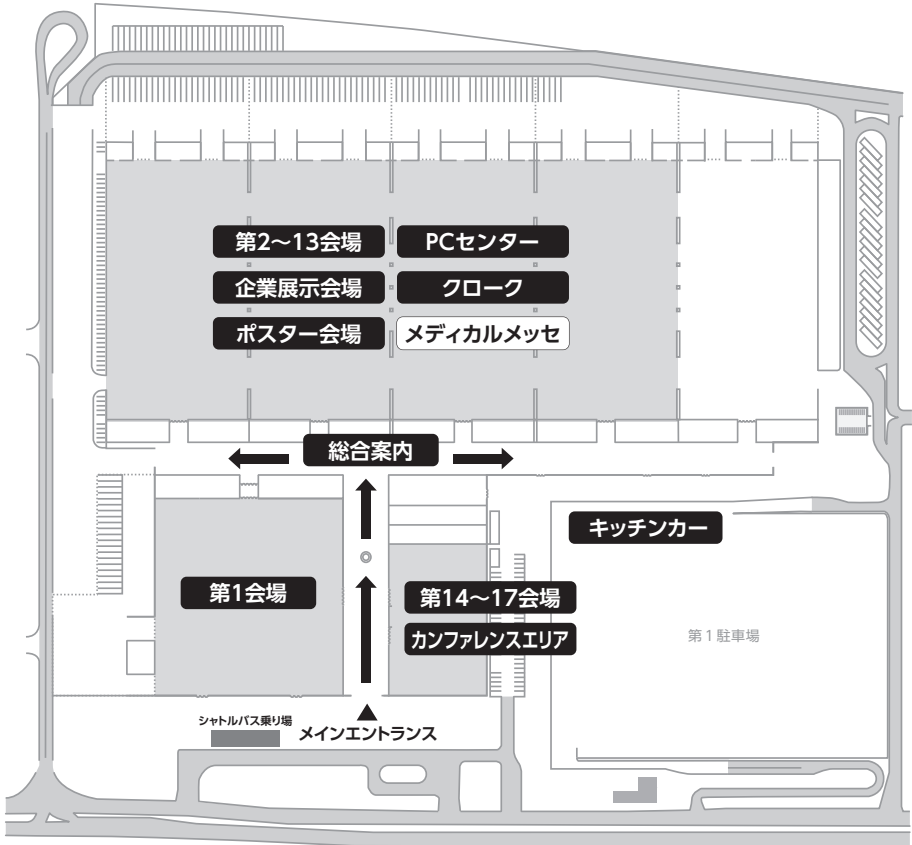 第2〜13会場
PCセンター
企業展示会場
クローク
ポスター会場
メディカルメッセ
総合案内
キッチンカー
第1会場
第14〜17会場
カンファレンスエリア
第1駐車場
シャトルバス乗り場
メインエントランス